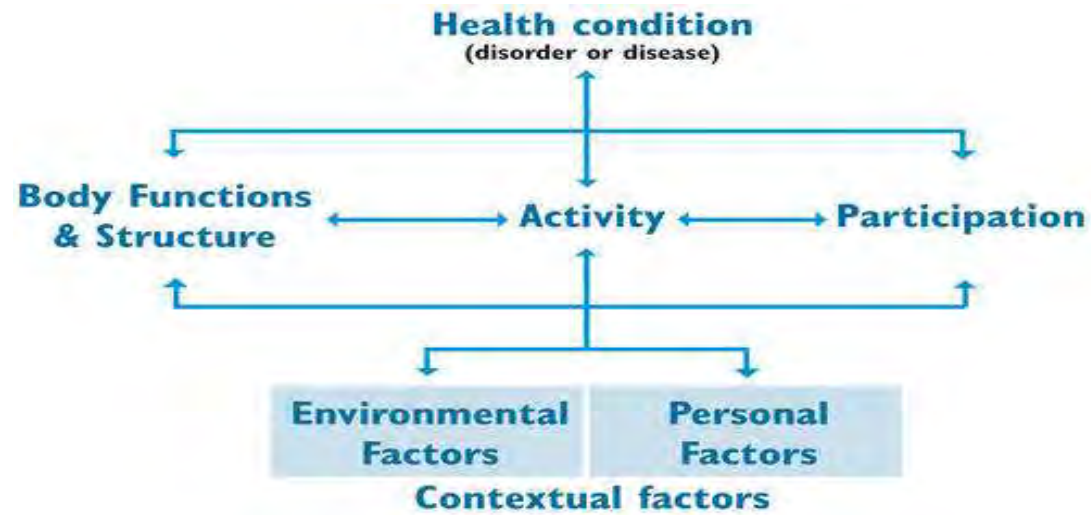 Health condition
(disorder or disease)
Body Functions
& Structure
Activity
Participation
Environmental
Factors
Personal
Factors
Contextual factors